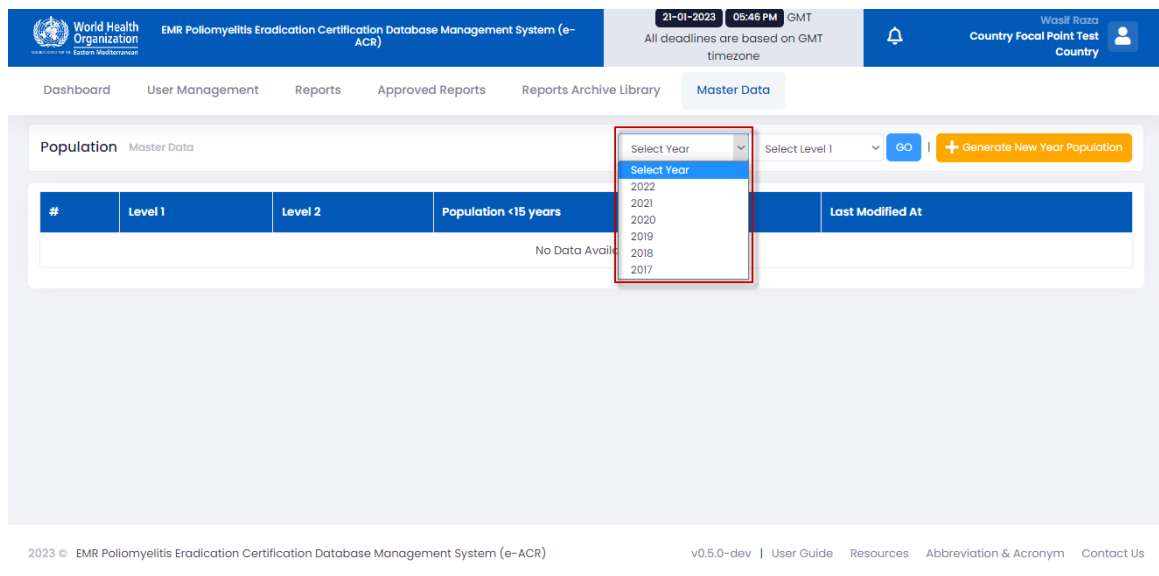 World Health
Organization
Eastern Mediterranean
EMR Poliomyelitis Eradication Certification Database Management System (e-
ACR)
21-01-2023 05:46 PM GMT
All deadlines are based on GMT
timezone
Wasif Raza
Country Focal Point Test
Country
Dashboard User Management Reports Approved Reports Reports Archive Library Master Data
Population Master Data
Select Year Select Level 1 GO | Generate New Year Population
Select Year
2022
2021
2020
2019
2018
2017
# Level 1 Level 2 Population <15 years Last Modified At
No Data
2023 © EMR Poliomyelitis Eradication Certification Database Management System (e-ACR)
v0.5.0-dev | User Guide Resources Abbreviation & Acronym Contact Us